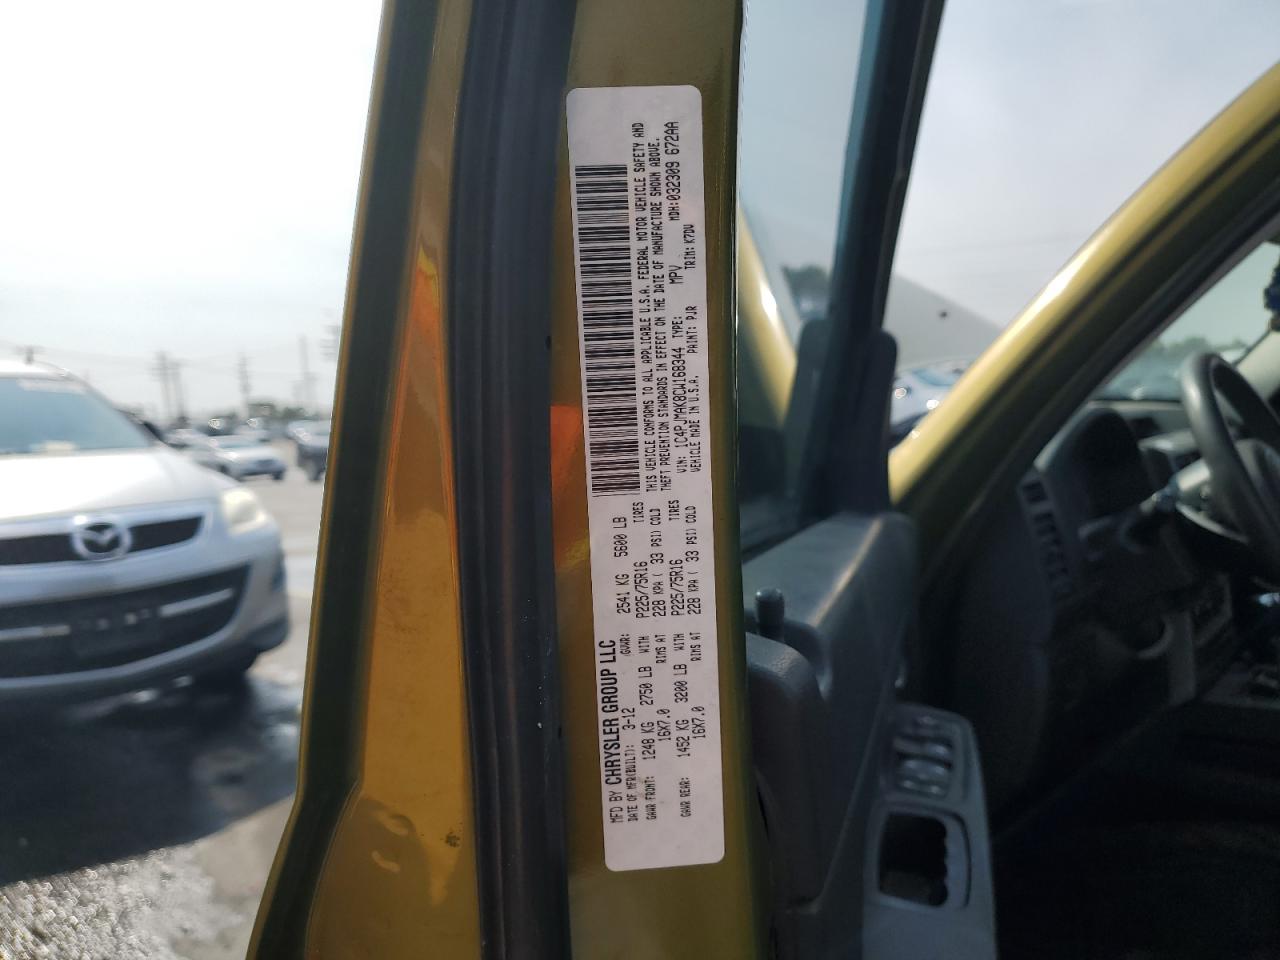 MFD BY CHRYSLER GROUP LLC
DATE OF MFR(BUILT): 3-12 (GVWR: 2541 KG 5600 LB
GAWR FRONT: 1248 KG 2750 LB WITH P225/75R16 TIRES
16X7.0 RIMS AT 228 KPA ( 33 PSI) COLD
GAWR REAR: 1452 KG 3200 LB WITH P225/75R16 TIRES
16X7.0 RIMS AT 228 KPA ( 33 PSI) COLD
THIS VEHICLE CONFORMS TO ALL APPLICABLE U.S.A. FEDERAL MOTOR VEHICLE SAFETY AND
THEFT PREVENTION STANDARDS IN EFFECT ON THE DATE OF MANUFACTURE SHOWN ABOVE.
VIN: 1C4PJMAK8CW168344 TYPE: MPV MDH:032309 672AA
VEHICLE MADE IN U.S.A. PAINT: PJR TRIM: K7DW